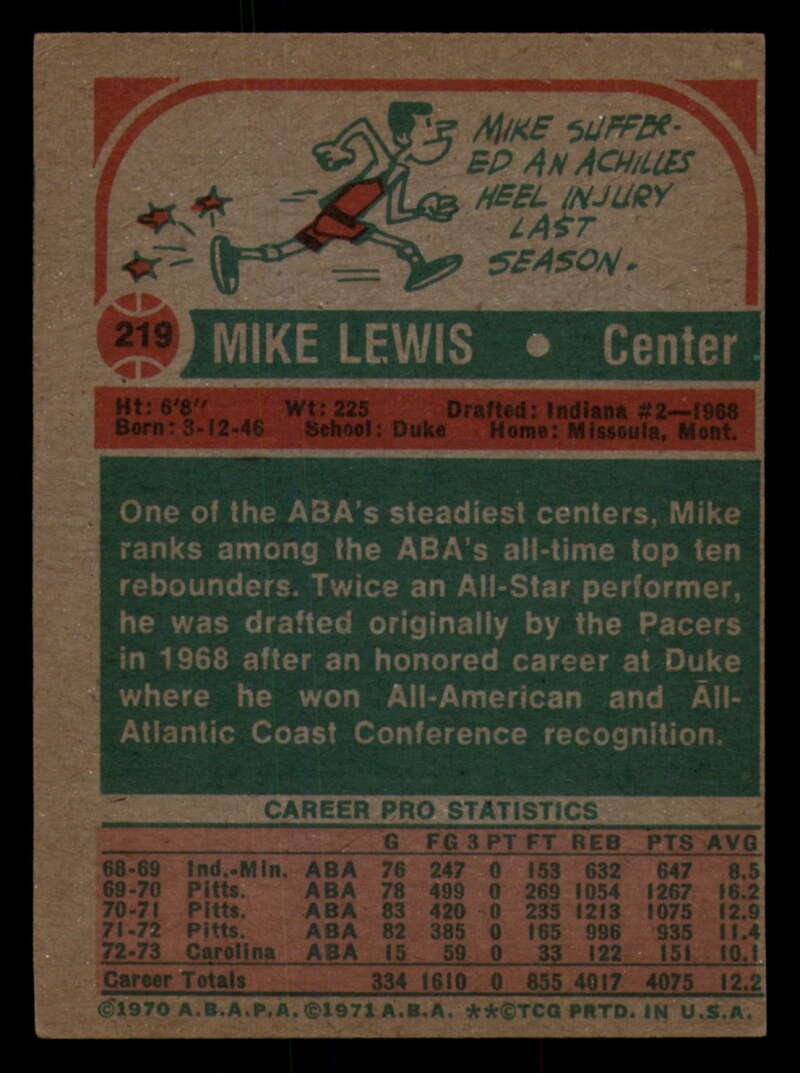 MIKE SUFFER-
ED AN ACHILLES
HEEL INJURY
LAST
SEASON.
219 MIKE LEWIS • Center
Ht: 6'8" Wt: 225 Drafted: Indiana #2—1968
Born: 3-12-46 School: Duke Home: Missoula, Mont.
One of the ABA's steadiest centers, Mike
ranks among the ABA's all-time top ten
rebounders. Twice an All-Star performer,
he was drafted originally by the Pacers
in 1968 after an honored career at Duke
where he won All-American and All-
Atlantic Coast Conference recognition.
CAREER PRO STATISTICS
G FG 3 PT FT REB PTS AVG
68-69 Ind.-Min. ABA 76 247 0 153 632 647 8.5
69-70 Pitts. ABA 78 499 0 269 1054 1267 16.2
70-71 Pitts. ABA 83 420 0 235 1213 1075 12.9
71-72 Pitts. ABA 82 385 0 165 996 935 11.4
72-73 Carolina ABA 15 59 0 33 122 151 10.1
Career Totals 334 1610 0 855 4017 4075 12.2
©1970 A.B.A.P.A. ©1971 A.B.A. **©TCG PRTD. IN U.S.A.